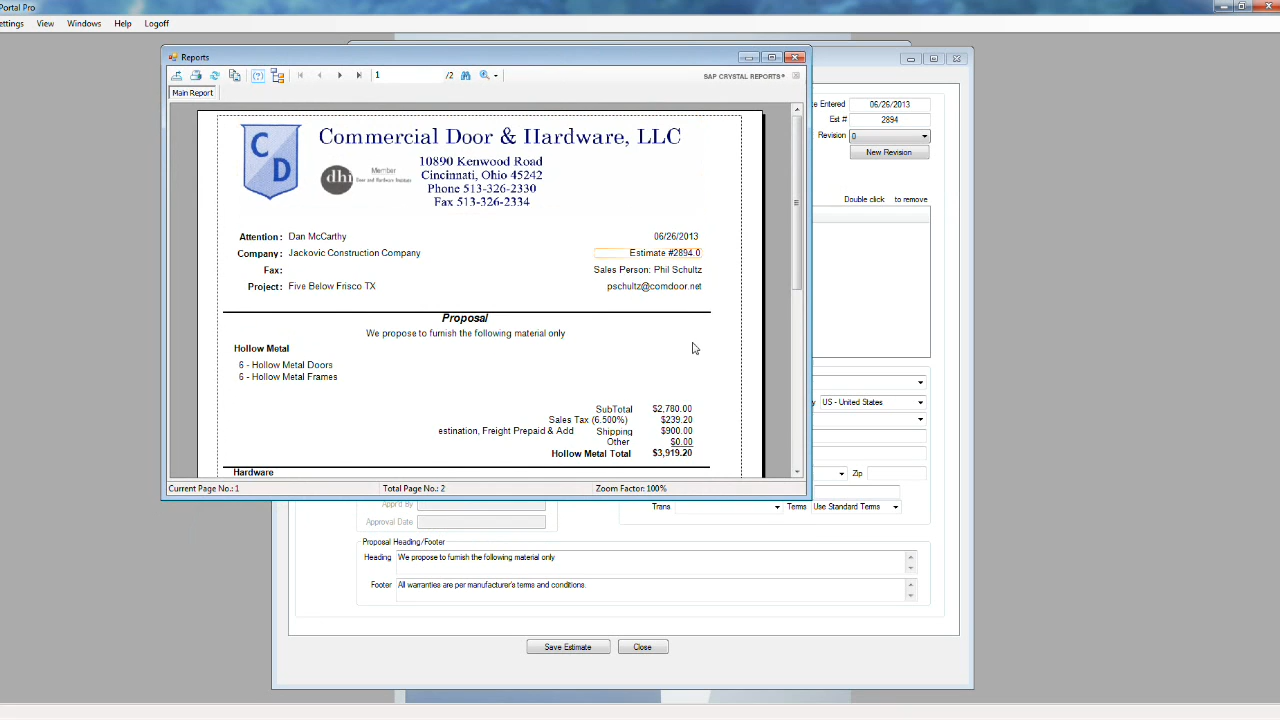 Portal Pro
ettings View Windows Help Logoff
Reports
1 /2 SAP CRYSTAL REPORTS®
Main Report
CD
Commercial Door & Hardware, LLC
dhi Member
Door and Hardware Institute
10890 Kenwood Road
Cincinnati, Ohio 45242
Phone 513-326-2330
Fax 513-326-2334
Attention: Dan McCarthy 06/26/2013
Company: Jackovic Construction Company Estimate #2894.0
Fax: Sales Person: Phil Schultz
Project: Five Below Frisco TX pschultz@comdoor.net
Proposal
We propose to furnish the following material only
Hollow Metal
6 - Hollow Metal Doors
6 - Hollow Metal Frames
SubTotal $2,780.00
Sales Tax (6.500%) $239.20
estination, Freight Prepaid & Add Shipping $900.00
Other $0.00
Hollow Metal Total $3,919.20
Hardware
Current Page No.: 1 Total Page No.: 2 Zoom Factor: 100%
te Entered 06/26/2013
Est # 2894
Revision 0
New Revision
Double click to remove
y US - United States
Zip
Trans Terms Use Standard Terms
Appr'd By
Approval Date
Proposal Heading/Footer
Heading We propose to furnish the following material only
Footer All warranties are per manufacturer's terms and conditions.
Save Estimate Close